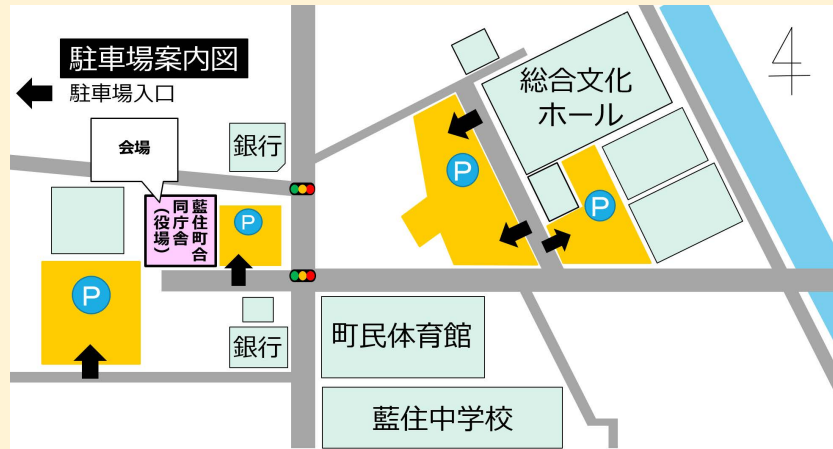 駐車場案内図
駐車場入口
会場
銀行
藍住町合
同庁舎
(役場)
P
P
銀行
総合文化
ホール
P
P
町民体育館
藍住中学校